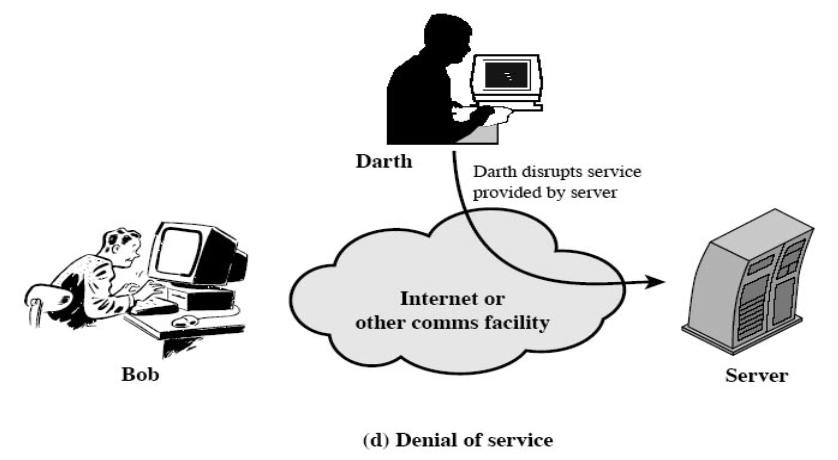 Darth
Darth disrupts service
provided by server
Internet or
other comms facility
Bob
Server
(d) Denial of service